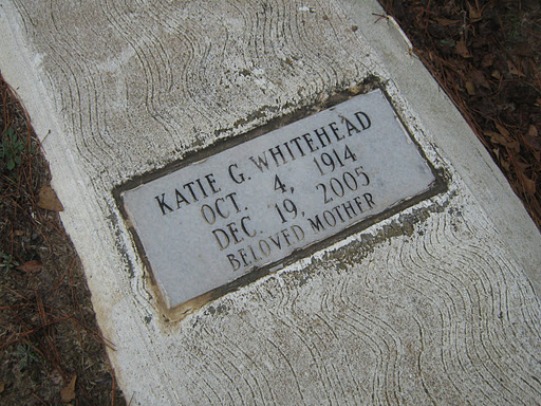 KATIE G. WHITEHEAD
OCT. 4, 1914
DEC. 19, 2005
BELOVED MOTHER